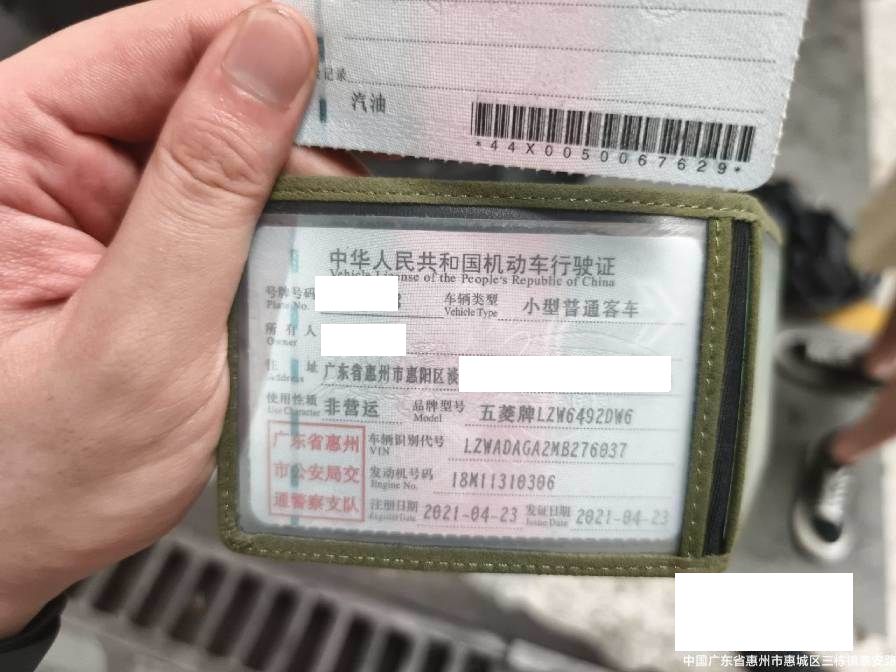 记录
汽油
*44X0050067629*
中华人民共和国机动车行驶证
Vehicle License of the People's Republic of China
号牌号码
Plate No.
车辆类型 小型普通客车
Vehicle Type
所有人
Owner
住址 广东省惠州市惠阳区
Address
使用性质 非营运 品牌型号 五菱牌LZW6492DW6
Use Character Model
广东省惠州
市公安局交
通警察支队
车辆识别代号 LZWADAGA2MB276037
VIN
发动机号码 18M11310306
Engine No.
注册日期 2021-04-23 发证日期 2021-04-23
Register Date Issue Date
中国广东省惠州市惠城区三栋镇